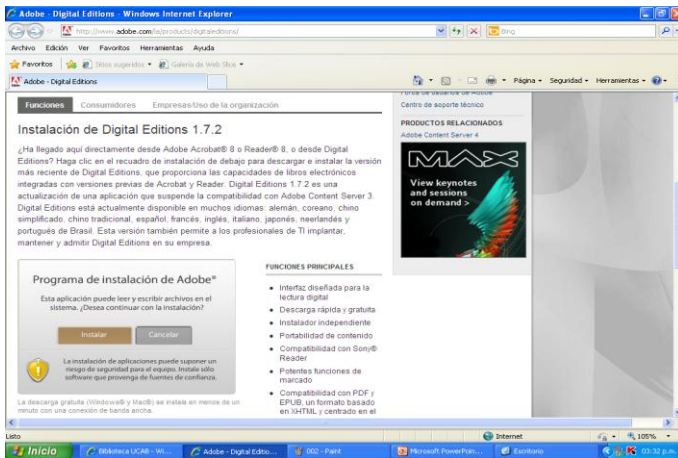 Adobe - Digital Editions - Windows Internet Explorer
http://www.adobe.com/la/products/digitaleditions/
Bing
Archivo Edición Ver Favoritos Herramientas Ayuda
Favoritos Sitios sugeridos Galería de Web Slice
Adobe - Digital Editions
Página Seguridad Herramientas
Funciones Consumidores Empresas/Uso de la organización
Instalación de Digital Editions 1.7.2
¿Ha llegado aquí directamente desde Adobe Acrobat® 8 o Reader® 8, o desde Digital
Editions? Haga clic en el recuadro de instalación de debajo para descargar e instalar la versión
más reciente de Digital Editions, que proporciona las capacidades de libros electrónicos
integradas con versiones previas de Acrobat y Reader. Digital Editions 1.7.2 es una
actualización de una aplicación que suspende la compatibilidad con Adobe Content Server 3.
Digital Editions está actualmente disponible en muchos idiomas: alemán, coreano, chino
simplificado, chino tradicional, español, francés, inglés, italiano, japonés, neerlandés y
portugués de Brasil. Esta versión también permite a los profesionales de TI implantar,
mantener y admitir Digital Editions en su empresa.
Programa de instalación de Adobe®
Esta aplicación puede leer y escribir archivos en el
sistema. ¿Desea continuar con la instalación?
Instalar Cancelar
La instalación de aplicaciones puede suponer un
riesgo de seguridad para el equipo. Instale sólo
software que provenga de fuentes de confianza.
La descarga gratuita (Windows® y Mac®) se instala en menos de un
minuto con una conexión de banda ancha.
FUNCIONES PRINCIPALES
Interfaz diseñada para la
lectura digital
Descarga rápida y gratuita
Instalador independiente
Portabilidad de contenido
Compatibilidad con Sony®
Reader
Potentes funciones de
marcado
Compatibilidad con PDF y
EPUB, un formato basado
en XHTML y centrado en el
Foros de usuarios de Adobe
Centro de soporte técnico
PRODUCTOS RELACIONADOS
Adobe Content Server 4
MAX
View keynotes
and sessions
on demand >
Listo Internet 105%
Inicio Biblioteca UCAB - Wi... Adobe - Digital Editio... 002 - Paint Microsoft PowerPoin... Escritorio 03:32 p.m.